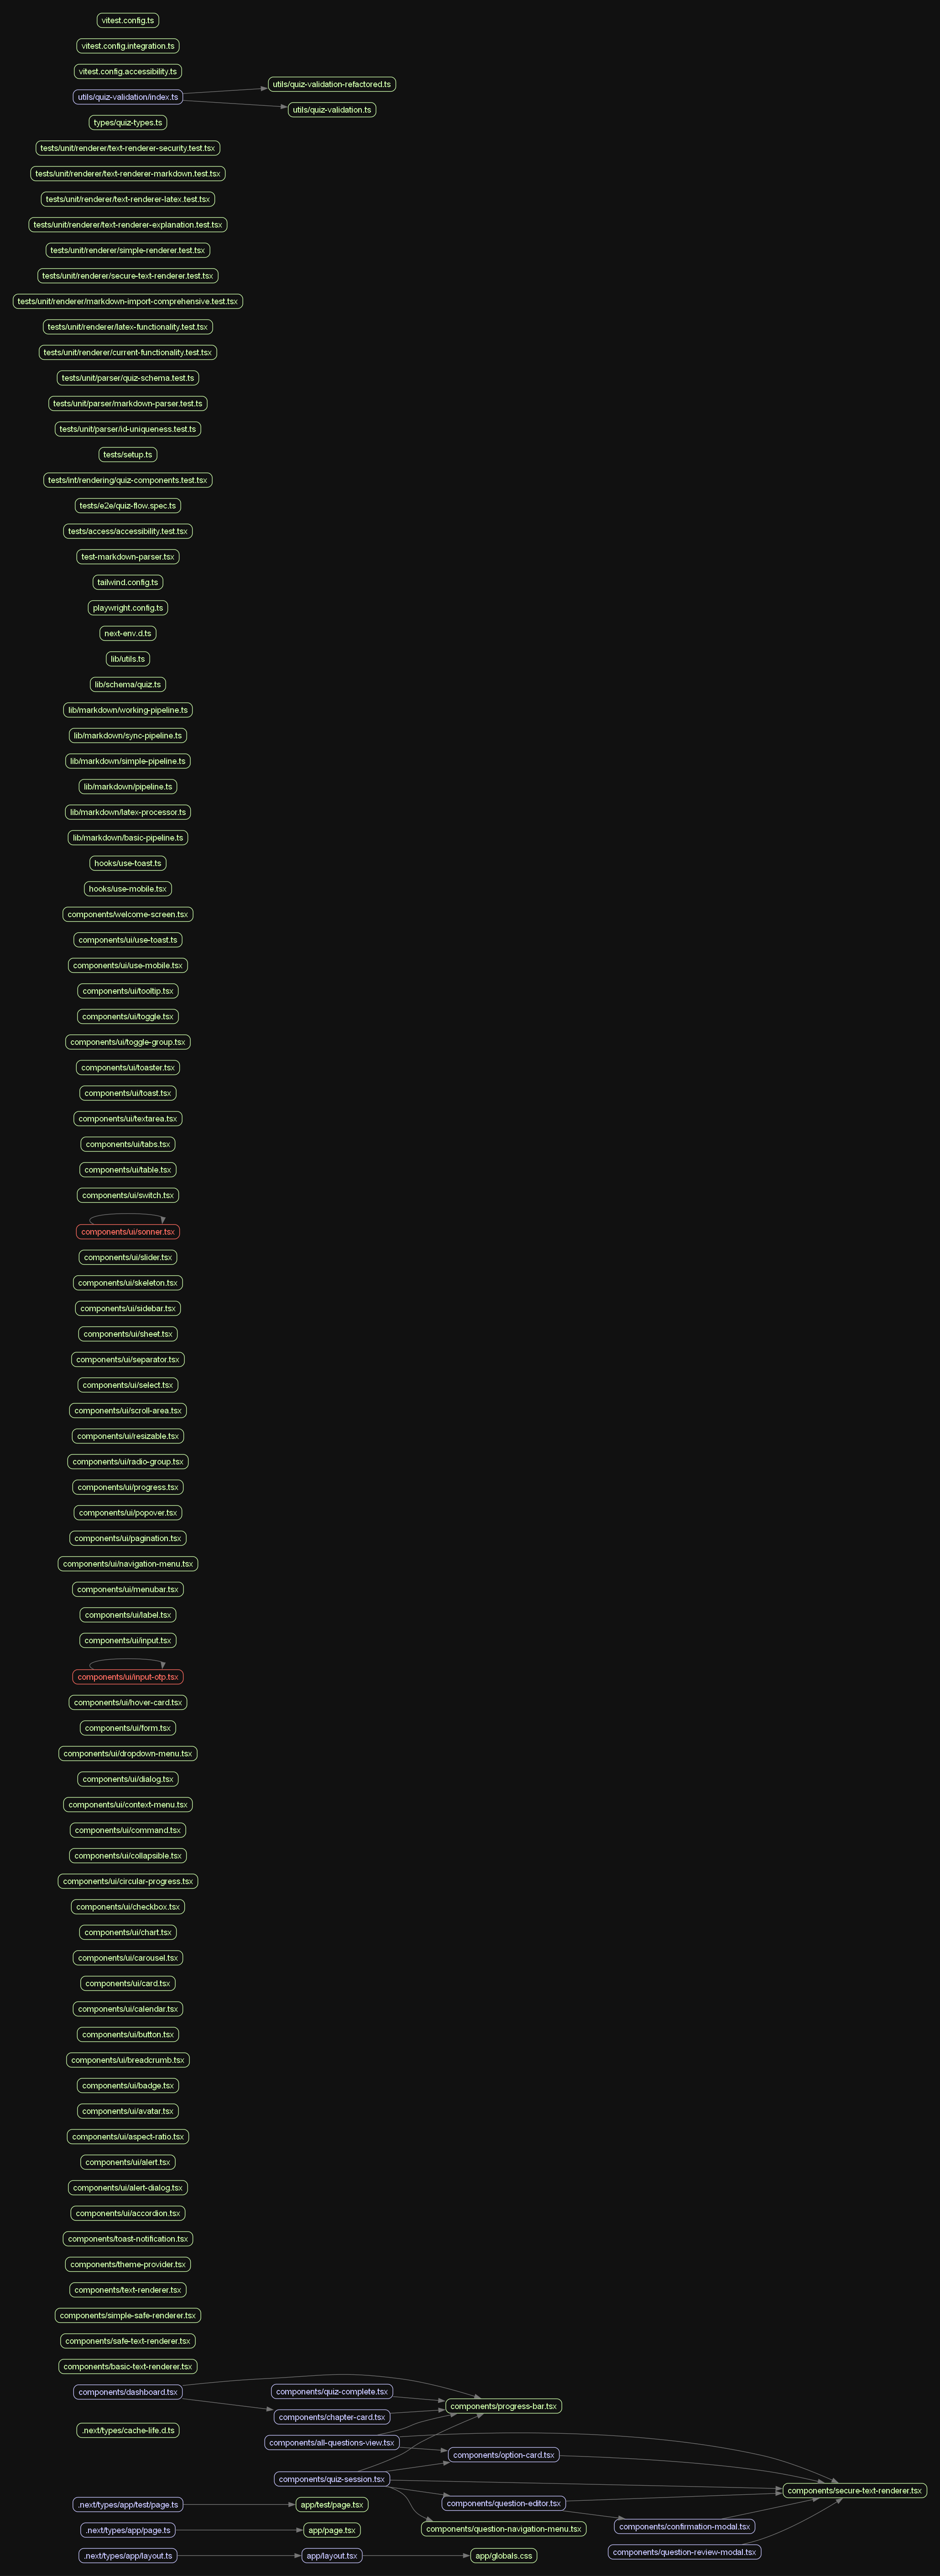 vitest.config.ts
vitest.config.integration.ts
vitest.config.accessibility.ts
utils/quiz-validation-refactored.ts
utils/quiz-validation/index.ts
utils/quiz-validation.ts
types/quiz-types.ts
tests/unit/renderer/text-renderer-security.test.tsx
tests/unit/renderer/text-renderer-markdown.test.tsx
tests/unit/renderer/text-renderer-latex.test.tsx
tests/unit/renderer/text-renderer-explanation.test.tsx
tests/unit/renderer/simple-renderer.test.tsx
tests/unit/renderer/secure-text-renderer.test.tsx
tests/unit/renderer/markdown-import-comprehensive.test.tsx
tests/unit/renderer/latex-functionality.test.tsx
tests/unit/renderer/current-functionality.test.tsx
tests/unit/parser/quiz-schema.test.ts
tests/unit/parser/markdown-parser.test.ts
tests/unit/parser/id-uniqueness.test.ts
tests/setup.ts
tests/int/rendering/quiz-components.test.tsx
tests/e2e/quiz-flow.spec.ts
tests/access/accessibility.test.tsx
test-markdown-parser.tsx
tailwind.config.ts
playwright.config.ts
next-env.d.ts
lib/utils.ts
lib/schema/quiz.ts
lib/markdown/working-pipeline.ts
lib/markdown/sync-pipeline.ts
lib/markdown/simple-pipeline.ts
lib/markdown/pipeline.ts
lib/markdown/latex-processor.ts
lib/markdown/basic-pipeline.ts
hooks/use-toast.ts
hooks/use-mobile.tsx
components/welcome-screen.tsx
components/ui/use-toast.ts
components/ui/use-mobile.tsx
components/ui/tooltip.tsx
components/ui/toggle.tsx
components/ui/toggle-group.tsx
components/ui/toaster.tsx
components/ui/toast.tsx
components/ui/textarea.tsx
components/ui/tabs.tsx
components/ui/table.tsx
components/ui/switch.tsx
components/ui/sonner.tsx
components/ui/slider.tsx
components/ui/skeleton.tsx
components/ui/sidebar.tsx
components/ui/sheet.tsx
components/ui/separator.tsx
components/ui/select.tsx
components/ui/scroll-area.tsx
components/ui/resizable.tsx
components/ui/radio-group.tsx
components/ui/progress.tsx
components/ui/popover.tsx
components/ui/pagination.tsx
components/ui/navigation-menu.tsx
components/ui/menubar.tsx
components/ui/label.tsx
components/ui/input.tsx
components/ui/input-otp.tsx
components/ui/hover-card.tsx
components/ui/form.tsx
components/ui/dropdown-menu.tsx
components/ui/dialog.tsx
components/ui/context-menu.tsx
components/ui/command.tsx
components/ui/collapsible.tsx
components/ui/circular-progress.tsx
components/ui/checkbox.tsx
components/ui/chart.tsx
components/ui/carousel.tsx
components/ui/card.tsx
components/ui/calendar.tsx
components/ui/button.tsx
components/ui/breadcrumb.tsx
components/ui/badge.tsx
components/ui/avatar.tsx
components/ui/aspect-ratio.tsx
components/ui/alert.tsx
components/ui/alert-dialog.tsx
components/ui/accordion.tsx
components/toast-notification.tsx
components/theme-provider.tsx
components/text-renderer.tsx
components/simple-safe-renderer.tsx
components/safe-text-renderer.tsx
components/basic-text-renderer.tsx
components/dashboard.tsx
components/quiz-complete.tsx
components/progress-bar.tsx
components/chapter-card.tsx
.next/types/cache-life.d.ts
components/all-questions-view.tsx
components/option-card.tsx
components/quiz-session.tsx
components/secure-text-renderer.tsx
.next/types/app/test/page.ts
app/test/page.tsx
components/question-editor.tsx
components/confirmation-modal.tsx
.next/types/app/page.ts
app/page.tsx
components/question-navigation-menu.tsx
components/question-review-modal.tsx
.next/types/app/layout.ts
app/layout.tsx
app/globals.css